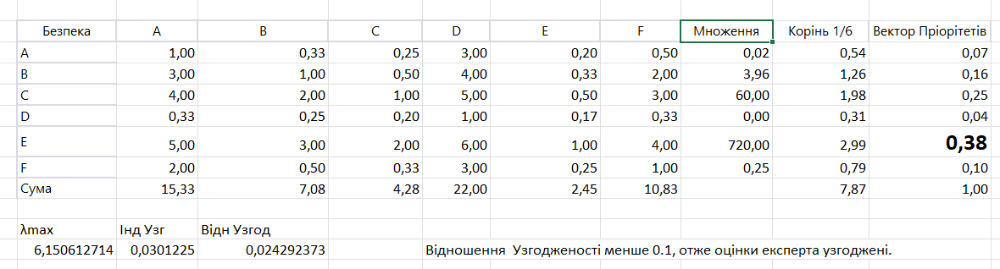 Безпека A B C D E F Множення Корінь 1/6 Вектор Пріорітетів
A 1,00 0,33 0,25 3,00 0,20 0,50 0,02 0,54 0,07
B 3,00 1,00 0,50 4,00 0,33 2,00 3,96 1,26 0,16
C 4,00 2,00 1,00 5,00 0,50 3,00 60,00 1,98 0,25
D 0,33 0,25 0,20 1,00 0,17 0,33 0,00 0,31 0,04
E 5,00 3,00 2,00 6,00 1,00 4,00 720,00 2,99 0,38
F 2,00 0,50 0,33 3,00 0,25 1,00 0,25 0,79 0,10
Сума 15,33 7,08 4,28 22,00 2,45 10,83 7,87 1,00
λmax Інд Узг Відн Узгод
6,150612714 0,0301225 0,024292373 Відношення  Узгодженості менше 0.1, отже оцінки експерта узгоджені.